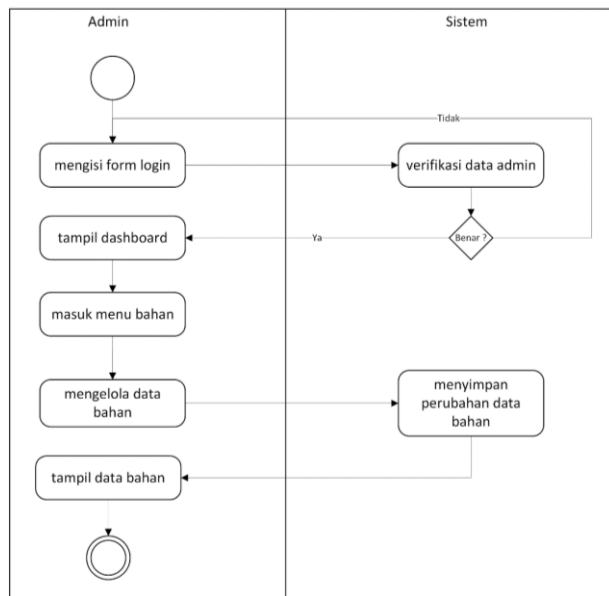 Admin
Sistem
Tidak
mengisi form login
verifikasi data admin
tampil dashboard
Ya
Benar ?
masuk menu bahan
mengelola data
bahan
menyimpan
perubahan data
bahan
tampil data bahan